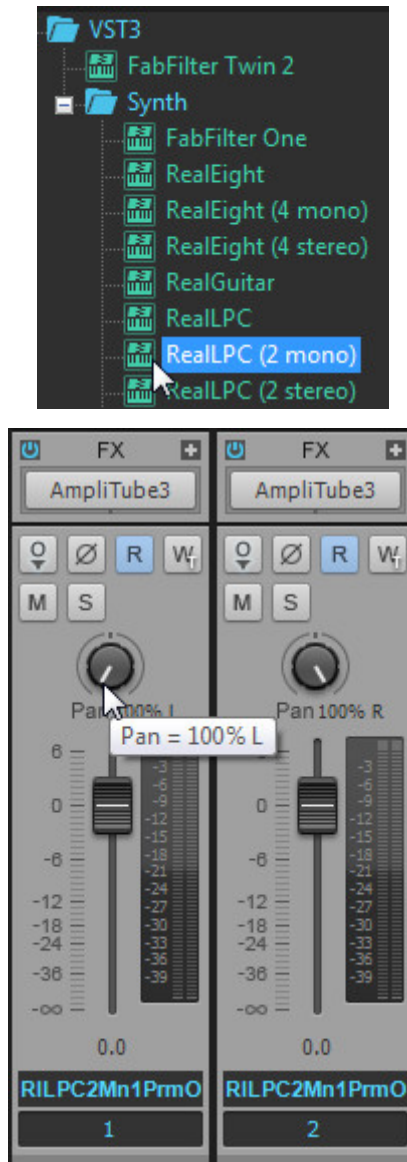 VST3
FabFilter Twin 2
Synth
FabFilter One
RealEight
RealEight (4 mono)
RealEight (4 stereo)
RealGuitar
RealLPC
RealLPC (2 mono)
RealLPC (2 stereo)
FX
AmpliTube3
R W
M S
Pan 100% L
Pan = 100% L
6
0
-6
-12
-18
-24
-36
-∞
-3
-6
-9
-12
-15
-18
-21
-24
-27
-30
-33
-36
-39
0.0
RILPC2Mn1PrmO
1
FX
AmpliTube3
R W
M S
Pan 100% R
6
0
-6
-12
-18
-24
-36
-∞
-3
-6
-9
-12
-15
-18
-21
-24
-27
-30
-33
-36
-39
0.0
RILPC2Mn1PrmO
2